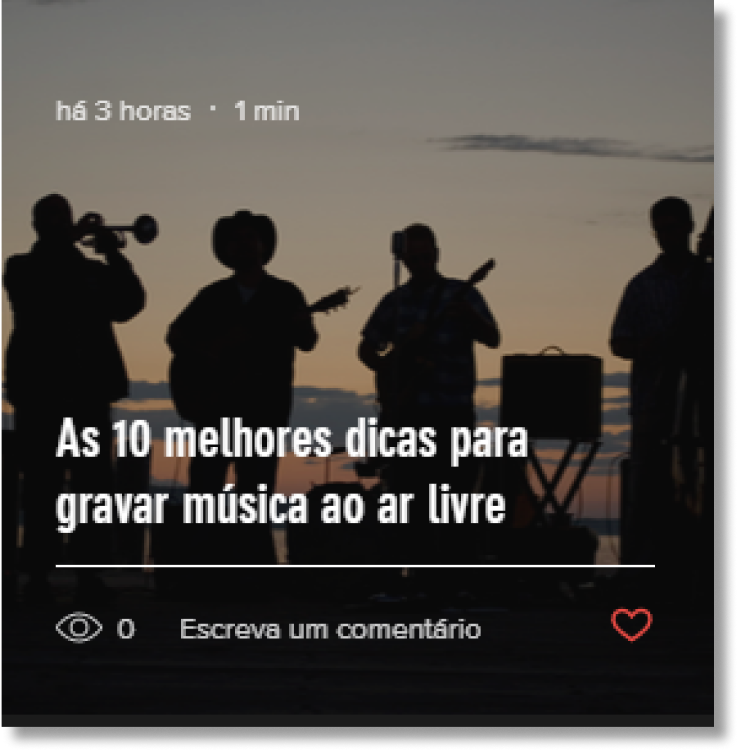 há 3 horas · 1 min
As 10 melhores dicas para
gravar música ao ar livre
0 Escreva um comentário